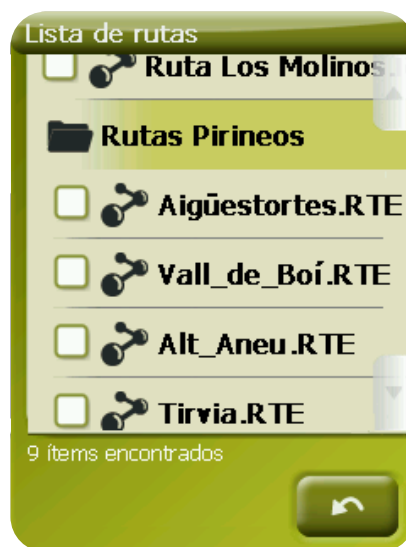 Lista de rutas
Ruta Los Molinos.
Rutas Pirineos
Aigüestortes.RTE
Vall_de_Boí.RTE
Alt_Aneu.RTE
Tirvia.RTE
9 ítems encontrados